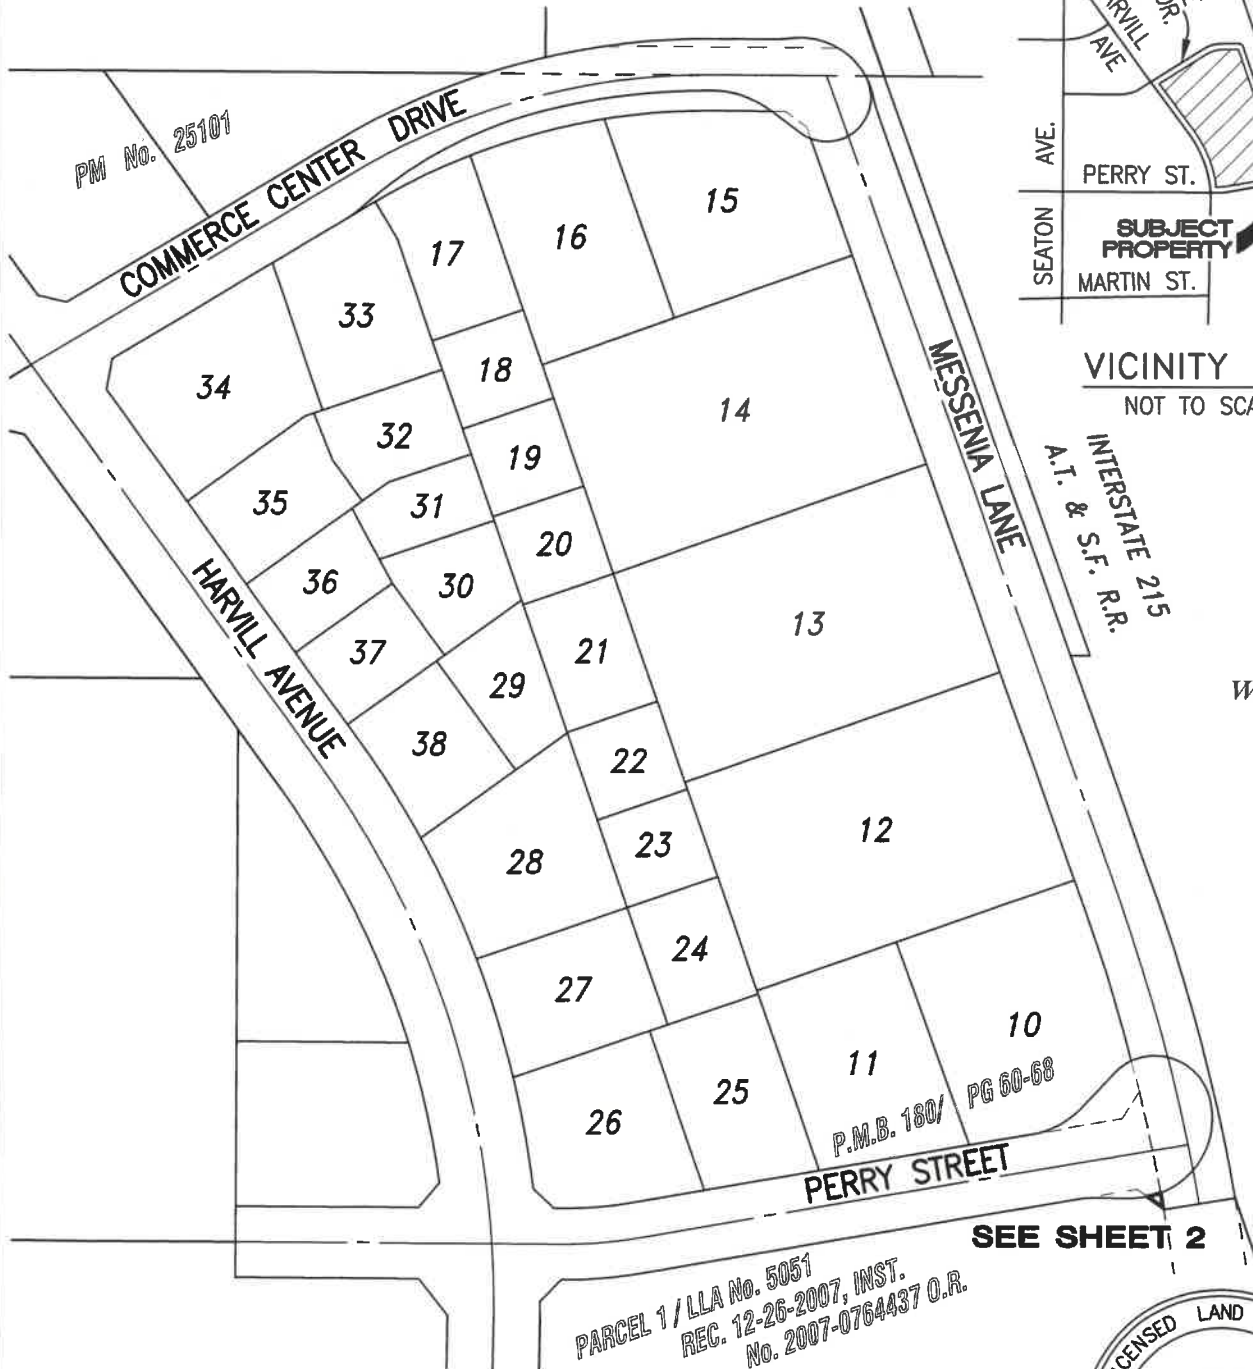 PM No. 25101
COMMERCE CENTER DRIVE
DR.
HARVILL
AVE
SEATON AVE.
PERRY ST.
SUBJECT
PROPERTY
MARTIN ST.
VICINITY
NOT TO SCA
INTERSTATE 215
A.T. & S.F. R.R.
MESSENIA LANE
HARVILL AVENUE
W
15
16
17
33
34
18
14
32
19
35
31
20
36
30
13
37
21
29
38
22
12
23
28
24
27
10
11
25
26
P.M.B. 180/ PG 60-68
PERRY STREET
SEE SHEET 2
PARCEL 1 / LLA No. 5051
REC. 12-26-2007, INST.
No. 2007-0764437 O.R.
CENSED LAND